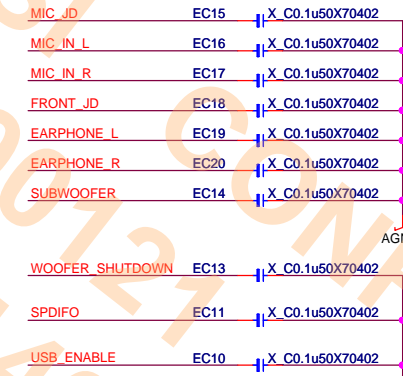 MIC_JD EC15 X_C0.1u50X70402
MIC_IN_L EC16 X_C0.1u50X70402
MIC_IN_R EC17 X_C0.1u50X70402
FRONT_JD EC18 X_C0.1u50X70402
EARPHONE_L EC19 X_C0.1u50X70402
EARPHONE_R EC20 X_C0.1u50X70402
SUBWOOFER EC14 X_C0.1u50X70402
AGN
WOOFER_SHUTDOWN EC13 X_C0.1u50X70402
SPDIFO EC11 X_C0.1u50X70402
USB_ENABLE EC10 X_C0.1u50X70402